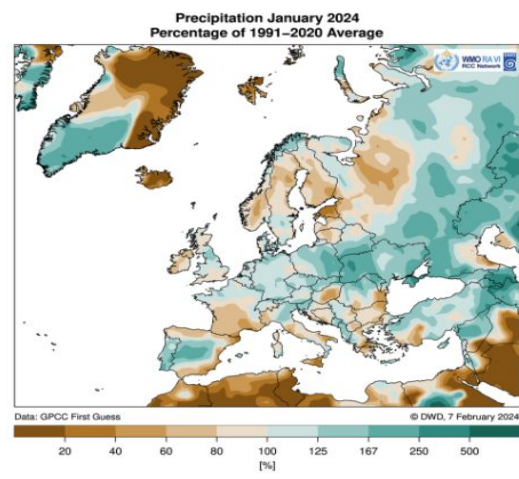 Precipitation January 2024
Percentage of 1991–2020 Average
WMO RA VI
RCC Network
Data: GPCC First Guess
© DWD, 7 February 2024
20 40 60 80 100 125 167 250 500
[%]